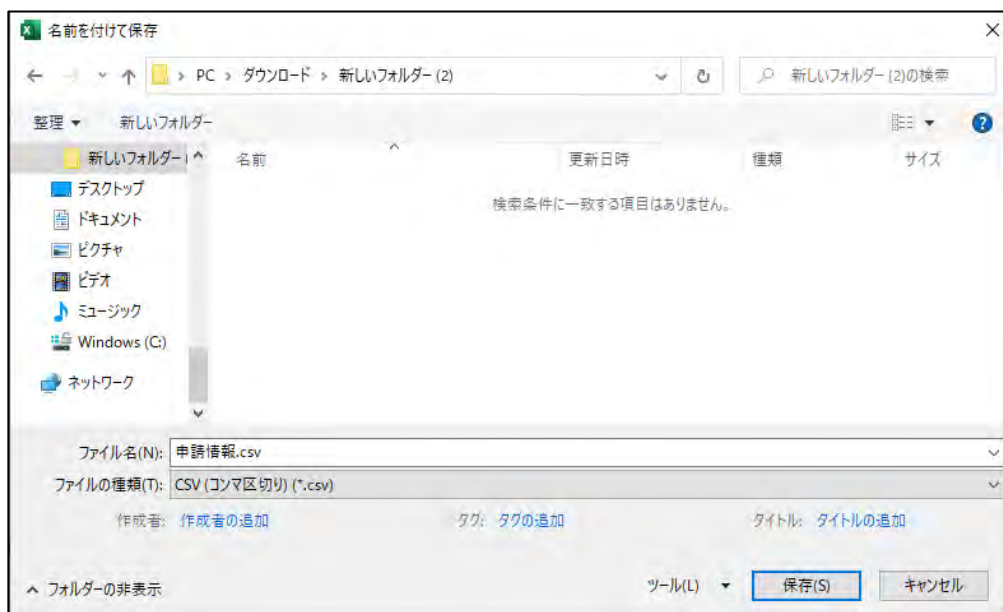 名前を付けて保存
PC › ダウンロード › 新しいフォルダー (2)
新しいフォルダー (2)の検索
整理 新しいフォルダー
新しいフォルダー (
名前 更新日時 種類 サイズ
検索条件に一致する項目はありません。
デスクトップ
ドキュメント
ピクチャ
ビデオ
ミュージック
Windows (C:)
ネットワーク
ファイル名(N): 申請情報.csv
ファイルの種類(T): CSV (コンマ区切り) (*.csv)
作成者: 作成者の追加 タグ: タグの追加 タイトル: タイトルの追加
フォルダーの非表示 ツール(L) 保存(S) キャンセル